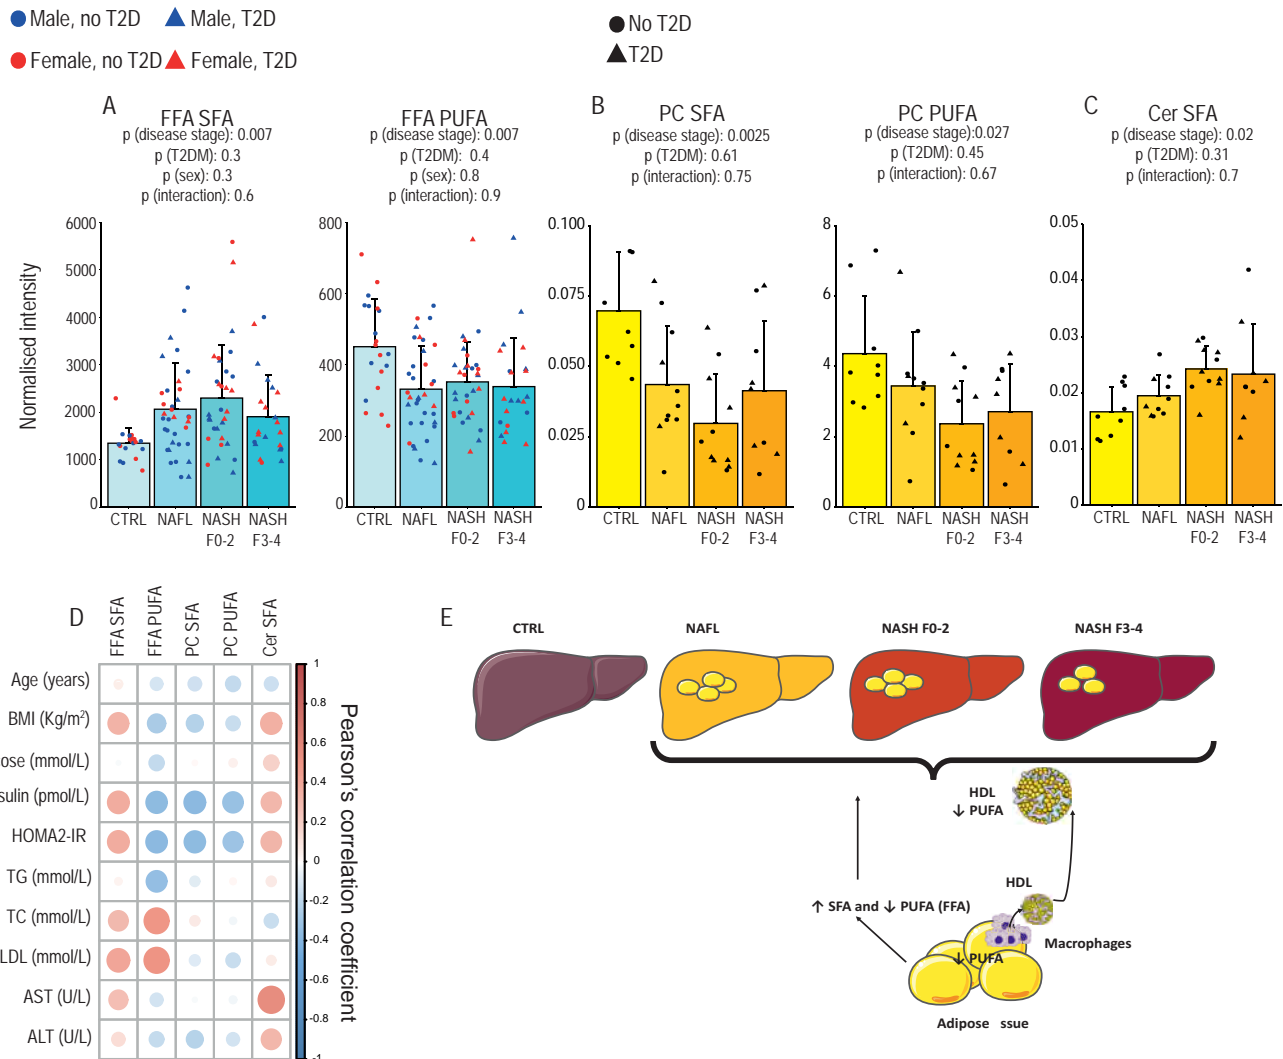 Male, no T2D
Male, T2D
Female, no T2D
Female, T2D
No T2D
T2D
A
FFA SFA
p (disease stage): 0.007
p (T2DM): 0.3
p (sex): 0.3
p (interaction): 0.6
FFA PUFA
p (disease stage): 0.007
p (T2DM): 0.4
p (sex): 0.8
p (interaction): 0.9
B
PC SFA
p (disease stage): 0.0025
p (T2DM): 0.61
p (interaction): 0.75
PC PUFA
p (disease stage):0.027
p (T2DM): 0.45
p (interaction): 0.67
C
Cer SFA
p (disease stage): 0.02
p (T2DM): 0.31
p (interaction): 0.7
Normalised intensity
6000
5000
4000
3000
2000
1000
0
CTRL NAFL NASH F0-2 NASH F3-4
800
600
400
200
0
CTRL NAFL NASH F0-2 NASH F3-4
0.100
0.075
0.050
0.025
0
CTRL NAFL NASH F0-2 NASH F3-4
8
6
4
2
0
CTRL NAFL NASH F0-2 NASH F3-4
0.05
0.04
0.03
0.02
0.01
0
CTRL NAFL NASH F0-2 NASH F3-4
D
FFA SFA
FFA PUFA
PC SFA
PC PUFA
Cer SFA
Age (years)
BMI (Kg/m²)
ose (mmol/L)
sulin (pmol/L)
HOMA2-IR
TG (mmol/L)
TC (mmol/L)
LDL (mmol/L)
AST (U/L)
ALT (U/L)
1
0.8
0.6
0.4
0.2
0
-0.2
-0.4
-0.6
-0.8
-1
Pearson's correlation coefficient
E
CTRL
NAFL
NASH F0-2
NASH F3-4
HDL
↓ PUFA
HDL
↑ SFA and ↓ PUFA (FFA)
Macrophages
↓ PUFA
Adipose ssue